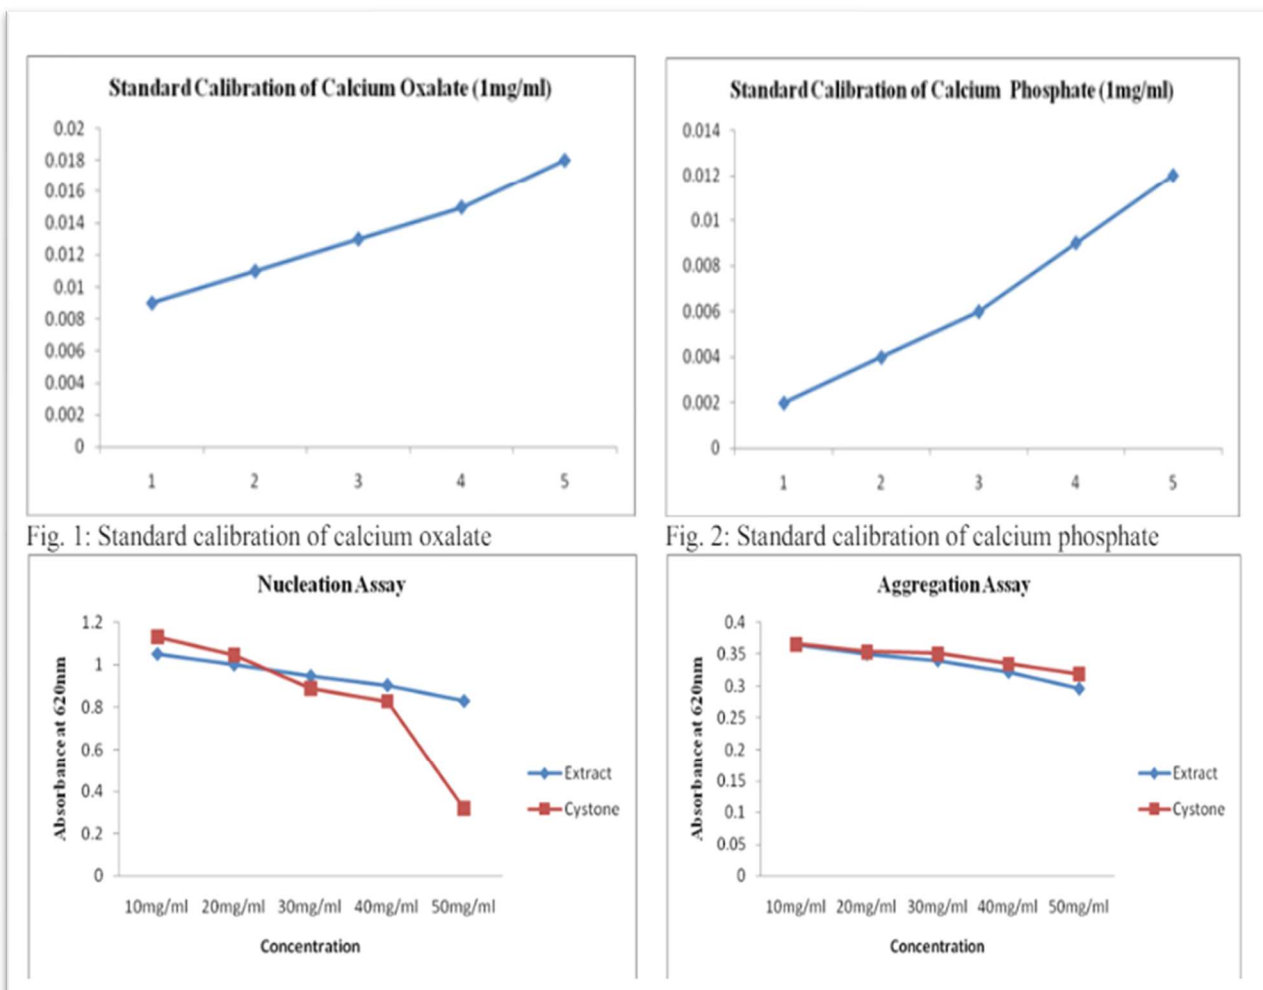 Standard Calibration of Calcium Oxalate (1mg/ml)
0.02
0.018
0.016
0.014
0.012
0.01
0.008
0.006
0.004
0.002
0
1 2 3 4 5
Fig. 1: Standard calibration of calcium oxalate
Standard Calibration of Calcium Phosphate (1mg/ml)
0.014
0.012
0.01
0.008
0.006
0.004
0.002
0
1 2 3 4 5
Fig. 2: Standard calibration of calcium phosphate
Nucleation Assay
Absorbance at 620nm
1.2
1
0.8
0.6
0.4
0.2
0
Extract
Cystone
10mg/ml 20mg/ml 30mg/ml 40mg/ml 50mg/ml
Concentration
Aggregation Assay
Absorbance at 620nm
0.4
0.35
0.3
0.25
0.2
0.15
0.1
0.05
0
Extract
Cystone
10mg/ml 20mg/ml 30mg/ml 40mg/ml 50mg/ml
Concentration